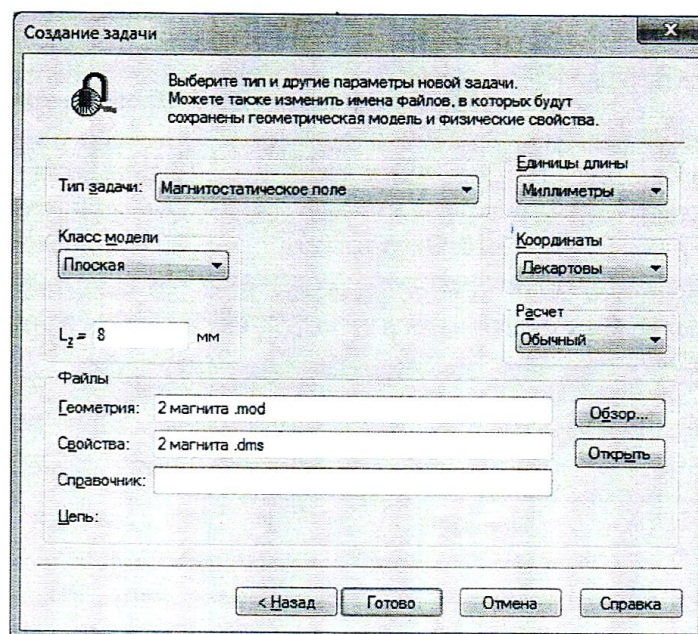 Создание задачи
Выберите тип и другие параметры новой задачи.
Можете также изменить имена файлов, в которых будут
сохранены геометрическая модель и физические свойства.
Тип задачи: Магнитостатическое поле
Единицы длины
Миллиметры
Класс модели
Плоская
Координаты
Декартовы
Lz = 8 мм
Расчет
Обычный
Файлы
Геометрия: 2 магнита .mod Обзор...
Свойства: 2 магнита .dms Открыть
Справочник:
Цепь:
< Назад Готово Отмена Справка